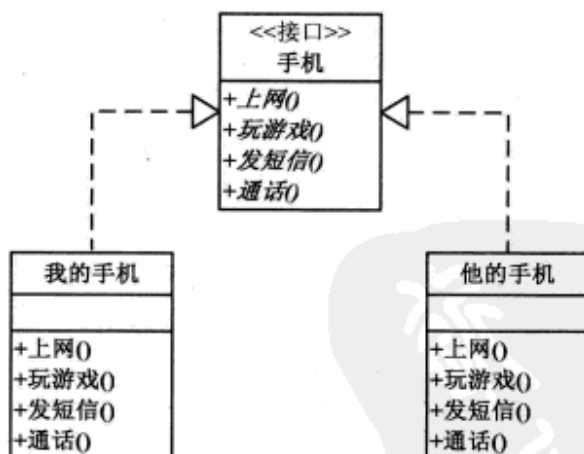 <<接口>>
手机
+上网()
+玩游戏()
+发短信()
+通话()
我的手机
+上网()
+玩游戏()
+发短信()
+通话()
他的手机
+上网()
+玩游戏()
+发短信()
+通话()